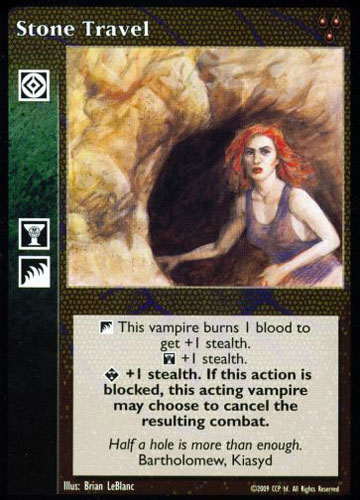 Stone Travel
This vampire burns 1 blood to
get +1 stealth.
+1 stealth.
+1 stealth. If this action is
blocked, this acting vampire
may choose to cancel the
resulting combat.
Half a hole is more than enough.
Bartholomew, Kiasyd
Illus: Brian LeBlanc
©2009 CCP hf. All Rights Reserved